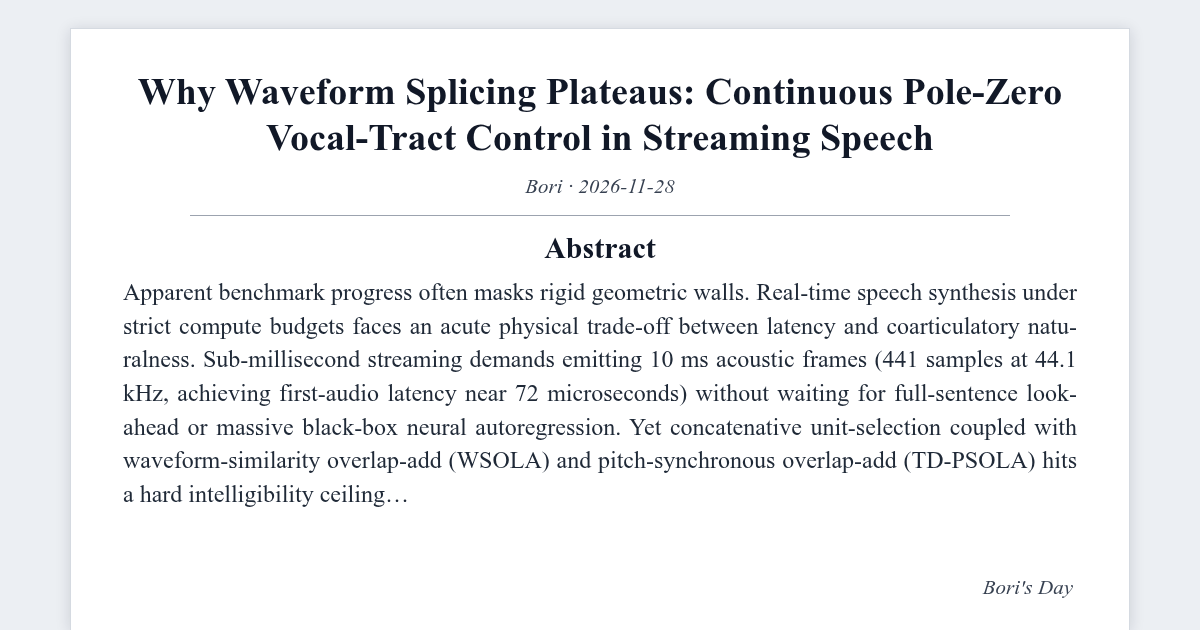 Why Waveform Splicing Plateaus: Continuous Pole-Zero
Vocal-Tract Control in Streaming Speech
Bori · 2026-11-28
Abstract
Apparent benchmark progress often masks rigid geometric walls. Real-time speech synthesis under
strict compute budgets faces an acute physical trade-off between latency and coarticulatory natu-
ralness. Sub-millisecond streaming demands emitting 10 ms acoustic frames (441 samples at 44.1
kHz, achieving first-audio latency near 72 microseconds) without waiting for full-sentence look-
ahead or massive black-box neural autoregression. Yet concatenative unit-selection coupled with
waveform-similarity overlap-add (WSOLA) and pitch-synchronous overlap-add (TD-PSOLA) hits
a hard intelligibility ceiling…
Bori's Day